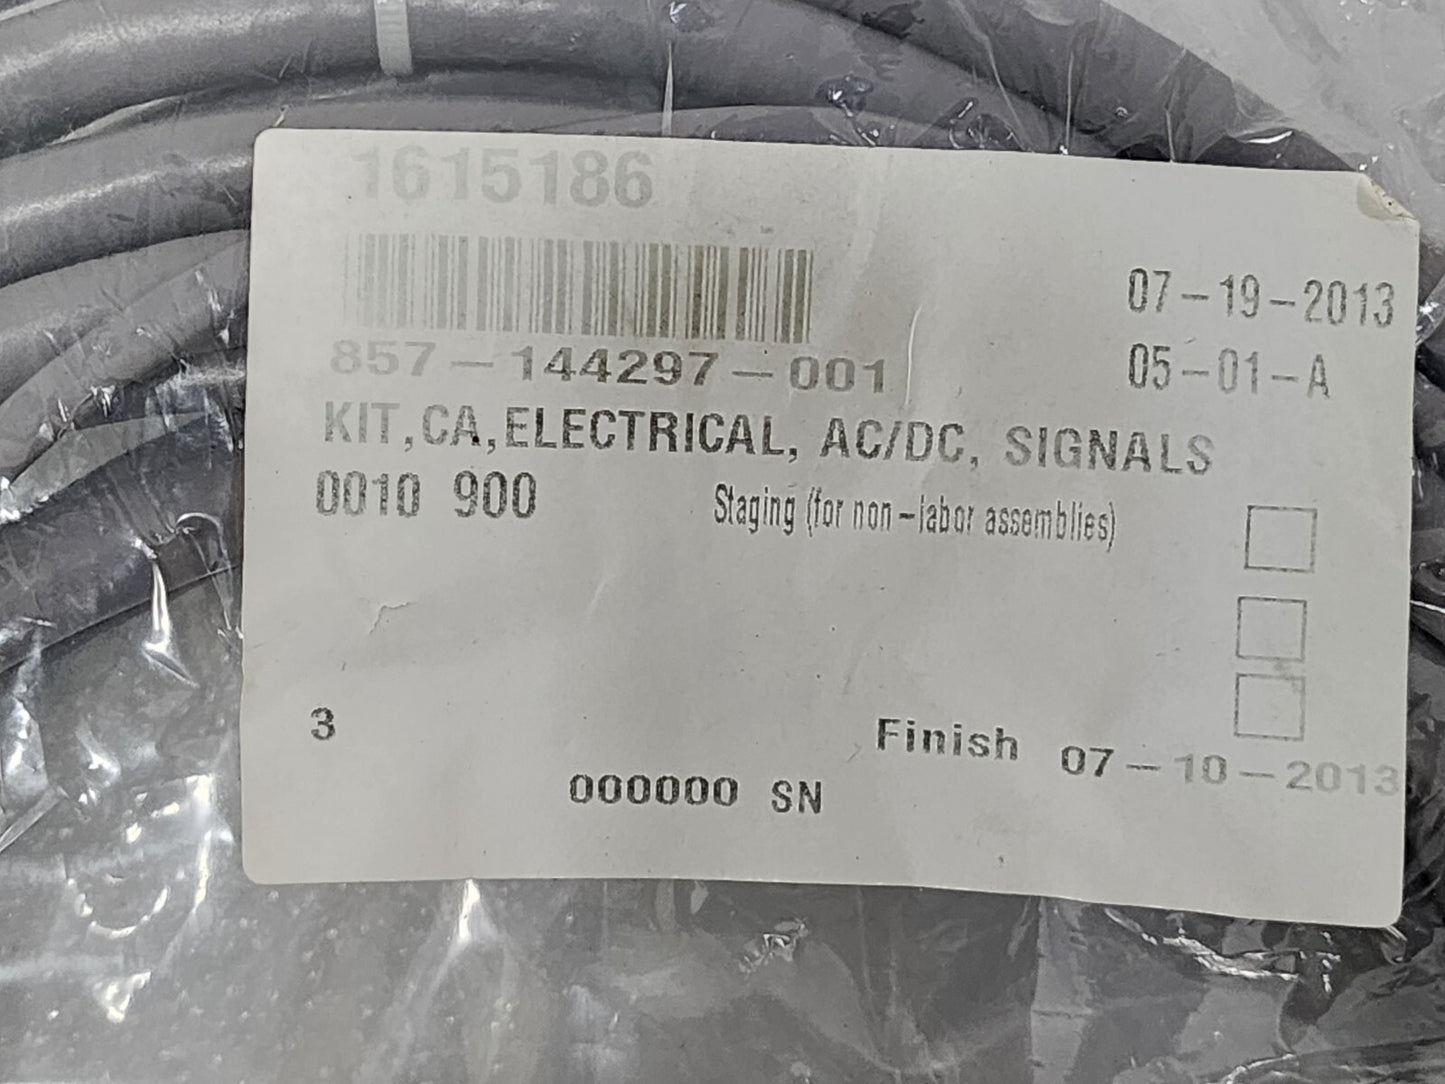 1615186
07-19-2013
857-144297-001
05-01-A
KIT,CA,ELECTRICAL, AC/DC, SIGNALS
0010 900 Staging (for non-labor assemblies)
3
Finish 07-10-2013
000000 SN